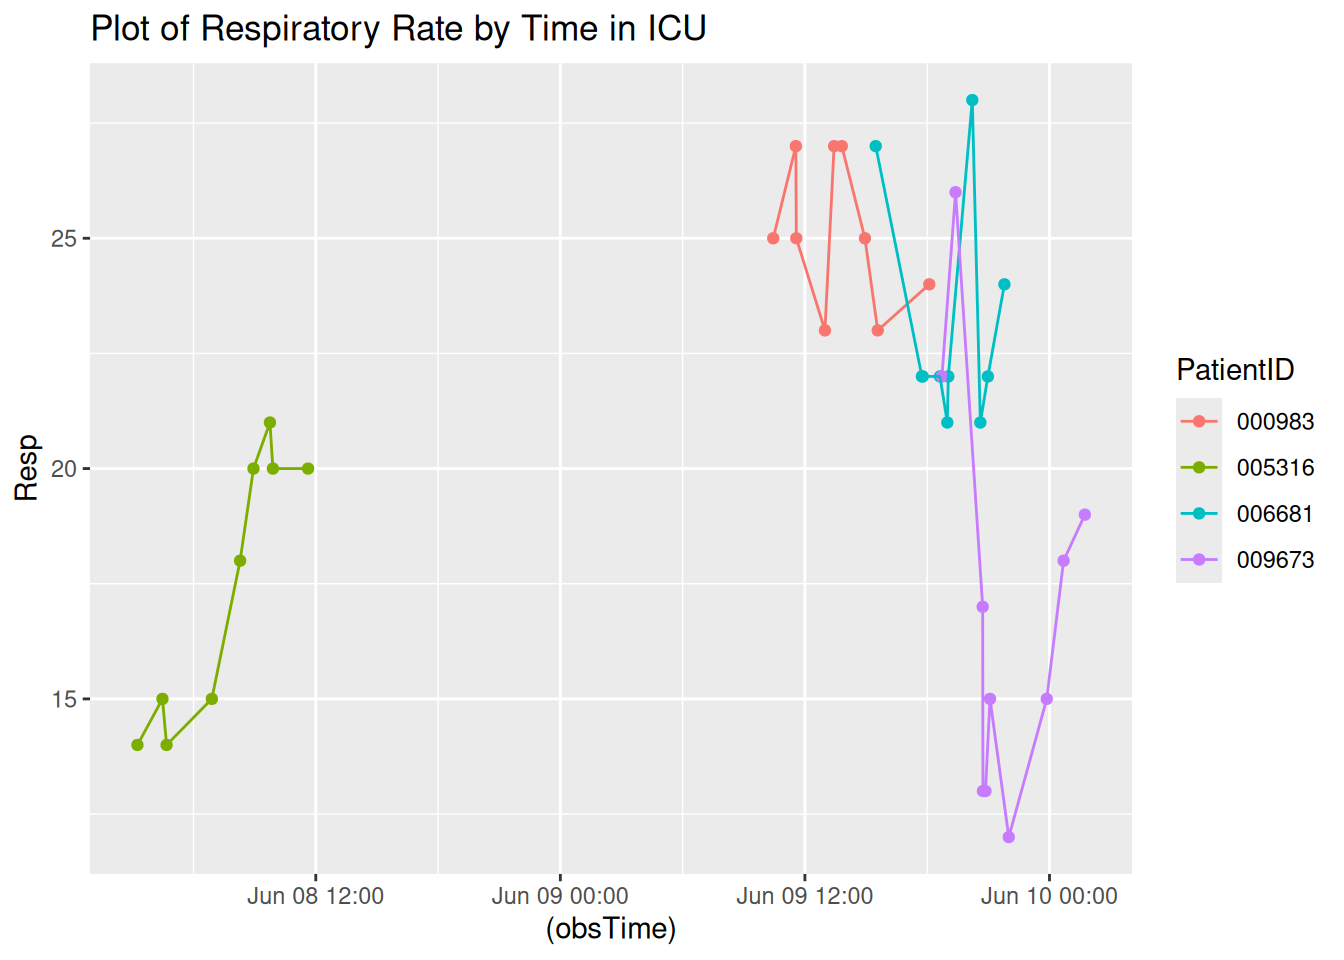 Plot of Respiratory Rate by Time in ICU
Resp
25
20
15
Jun 08 12:00 Jun 09 00:00 Jun 09 12:00 Jun 10 00:00
(obsTime)
PatientID
000983
005316
006681
009673